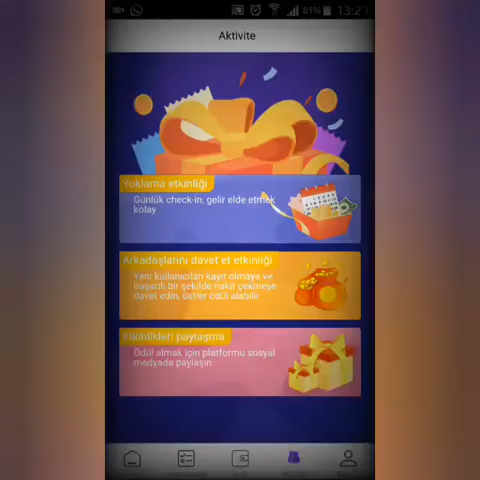 81% 13:21
Aktivite
Yoklama etkinliği
Günlük check-in, gelir elde etmek
kolay
Arkadaşlarını davet et etkinliği
Yeni kullanıcıları kayıt olmaya ve
başarılı bir şekilde nakit çekmeye
davet edin, üstler ödül alabilir
Etkinlikleri paylaşma
Ödül almak için platformu sosyal
medyada paylaşın